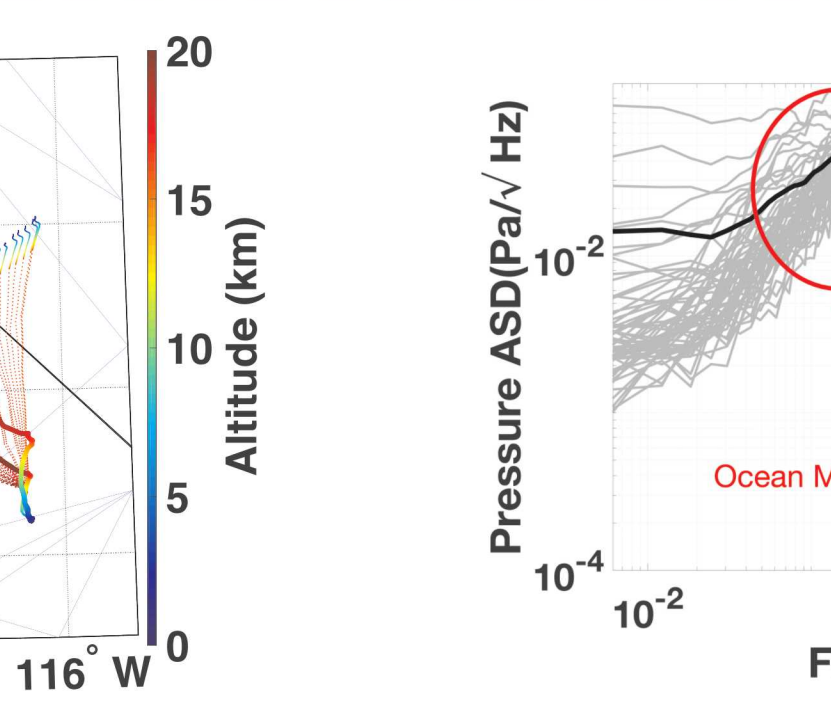 20
15
10
5
0
Altitude (km)
116° W
Pressure ASD(Pa/√ Hz)
10-2
10-4
10-2
Ocean M
F